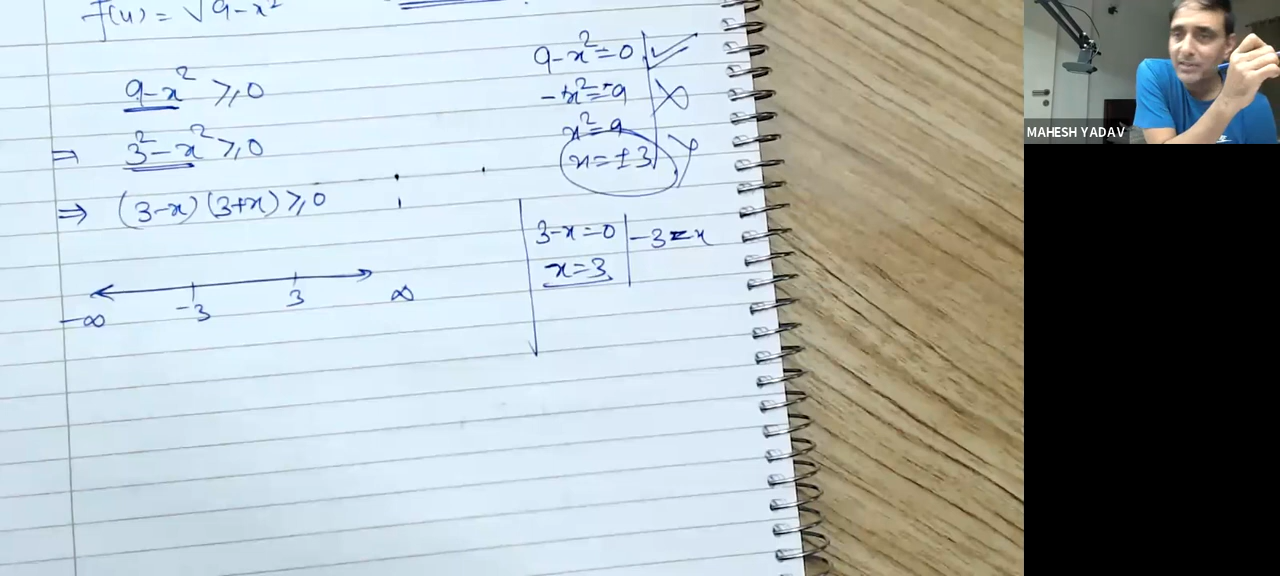 f(x) = √9-x²
9-x² ≥ 0
⇒ 3²-x² ≥ 0
⇒ (3-x)(3+x) ≥ 0
-∞ -3 3 ∞
9-x²=0
-x²=-9
x²=9
x=±3
3-x=0 | -3=x
x=3
MAHESH YADAV